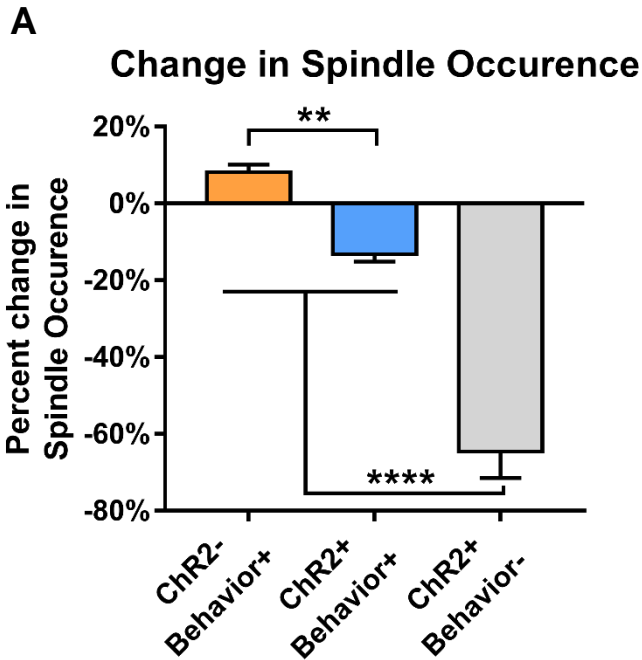 A
Change in Spindle Occurence
Percent change in
Spindle Occurence
20%
0%
-20%
-40%
-60%
-80%
**
****
ChR2-
Behavior+
ChR2+
Behavior+
ChR2+
Behavior-